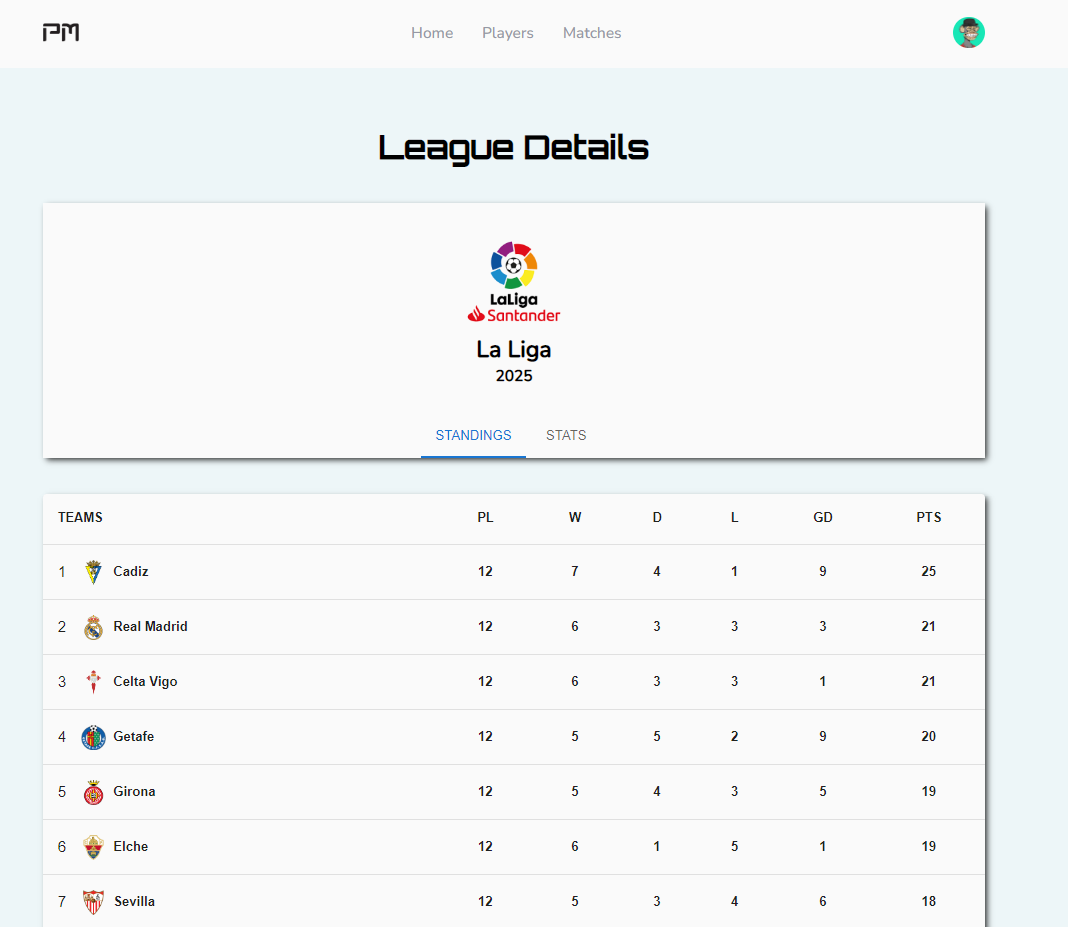 PM Home Players Matches
League Details
LaLiga
Santander
La Liga
2025
STANDINGS STATS
TEAMS PL W D L GD PTS
1 Cadiz 12 7 4 1 9 25
2 Real Madrid 12 6 3 3 3 21
3 Celta Vigo 12 6 3 3 1 21
4 Getafe 12 5 5 2 9 20
5 Girona 12 5 4 3 5 19
6 Elche 12 6 1 5 1 19
7 Sevilla 12 5 3 4 6 18